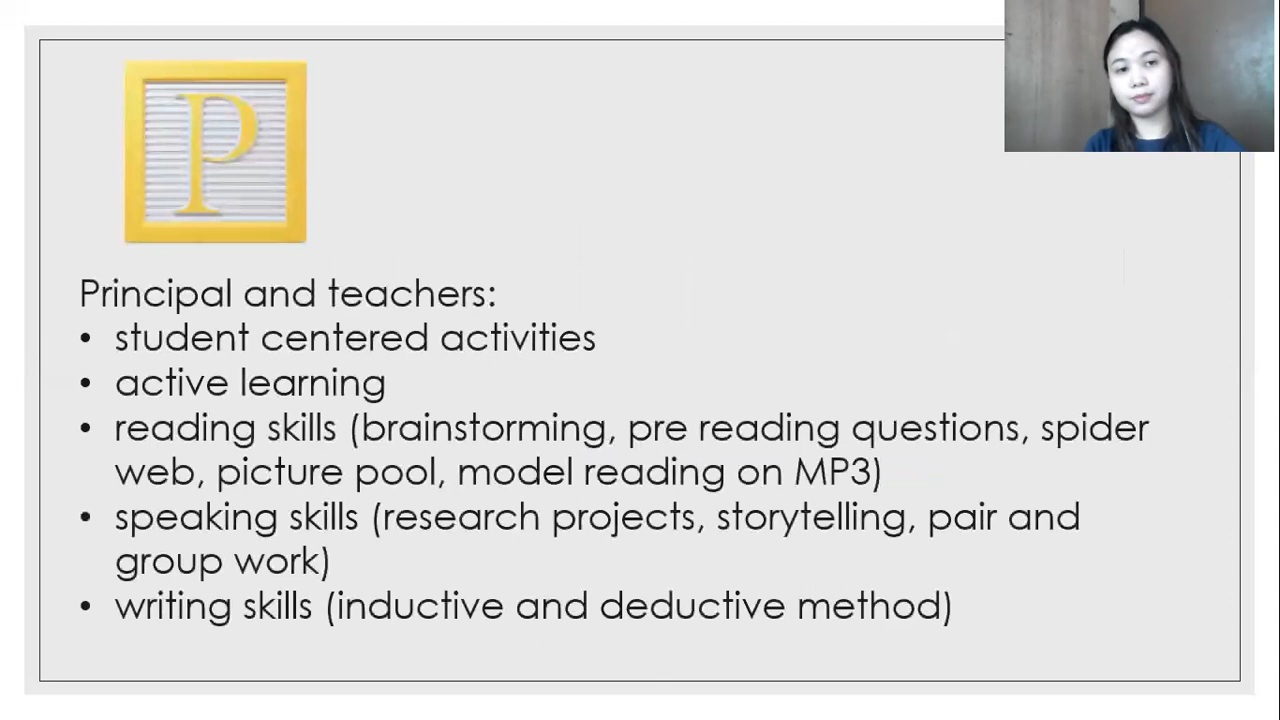 P
Principal and teachers:
• student centered activities
• active learning
• reading skills (brainstorming, pre reading questions, spider
web, picture pool, model reading on MP3)
• speaking skills (research projects, storytelling, pair and
group work)
• writing skills (inductive and deductive method)